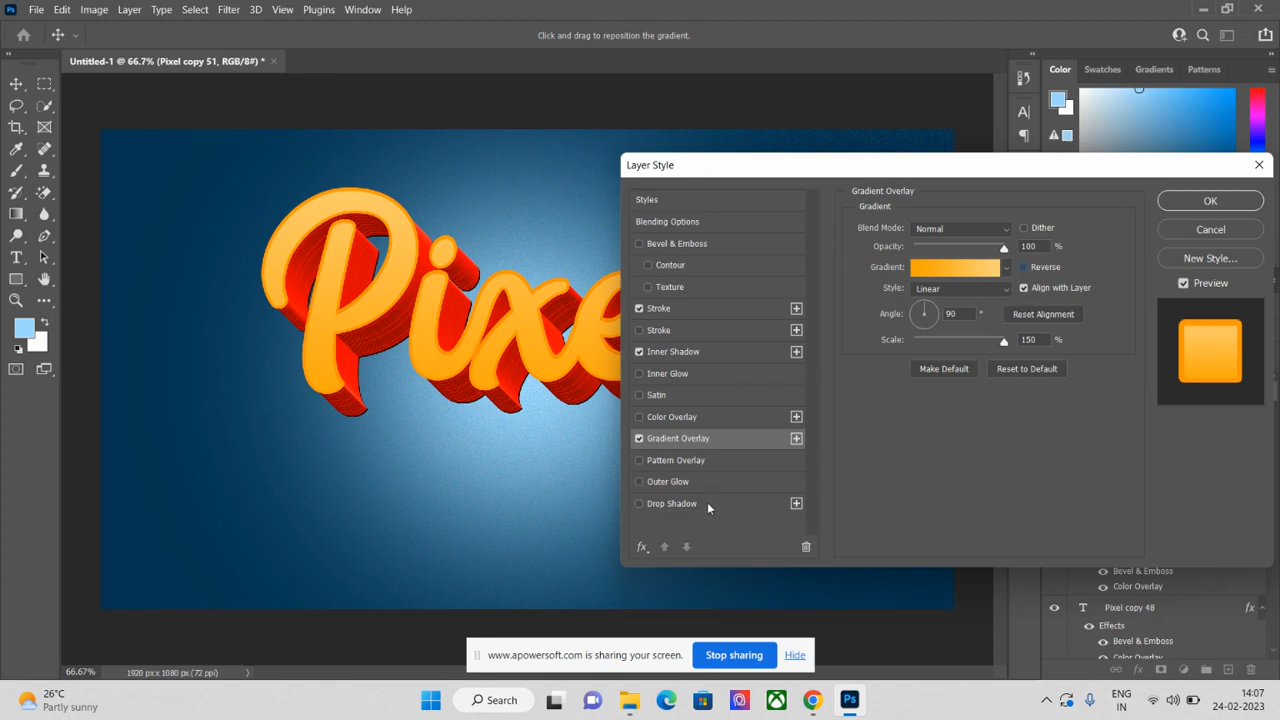 Ps File Edit Image Layer Type Select Filter 3D View Plugins Window Help
Click and drag to reposition the gradient.
Untitled-1 @ 66.7% (Pixel copy 51, RGB/8#) *
Color Swatches Gradients Patterns
Layer Style
Styles
Blending Options
Bevel & Emboss
Contour
Texture
Stroke
Stroke
Inner Shadow
Inner Glow
Satin
Color Overlay
Gradient Overlay
Pattern Overlay
Outer Glow
Drop Shadow
fx
Gradient Overlay
Gradient
Blend Mode: Normal Dither
Opacity: 100 %
Gradient: Reverse
Style: Linear Align with Layer
Angle: 90 ° Reset Alignment
Scale: 150 %
Make Default Reset to Default
OK
Cancel
New Style...
Preview
Pixe
Bevel & Emboss
Color Overlay
T Pixel copy 48 fx
Effects
Bevel & Emboss
Color Overlay
66.67% 1920 px x 1080 px (72 ppi)
www.apowersoft.com is sharing your screen. Stop sharing Hide
26°C
Partly sunny
Search
Ps
ENG
IN
14:07
24-02-2023